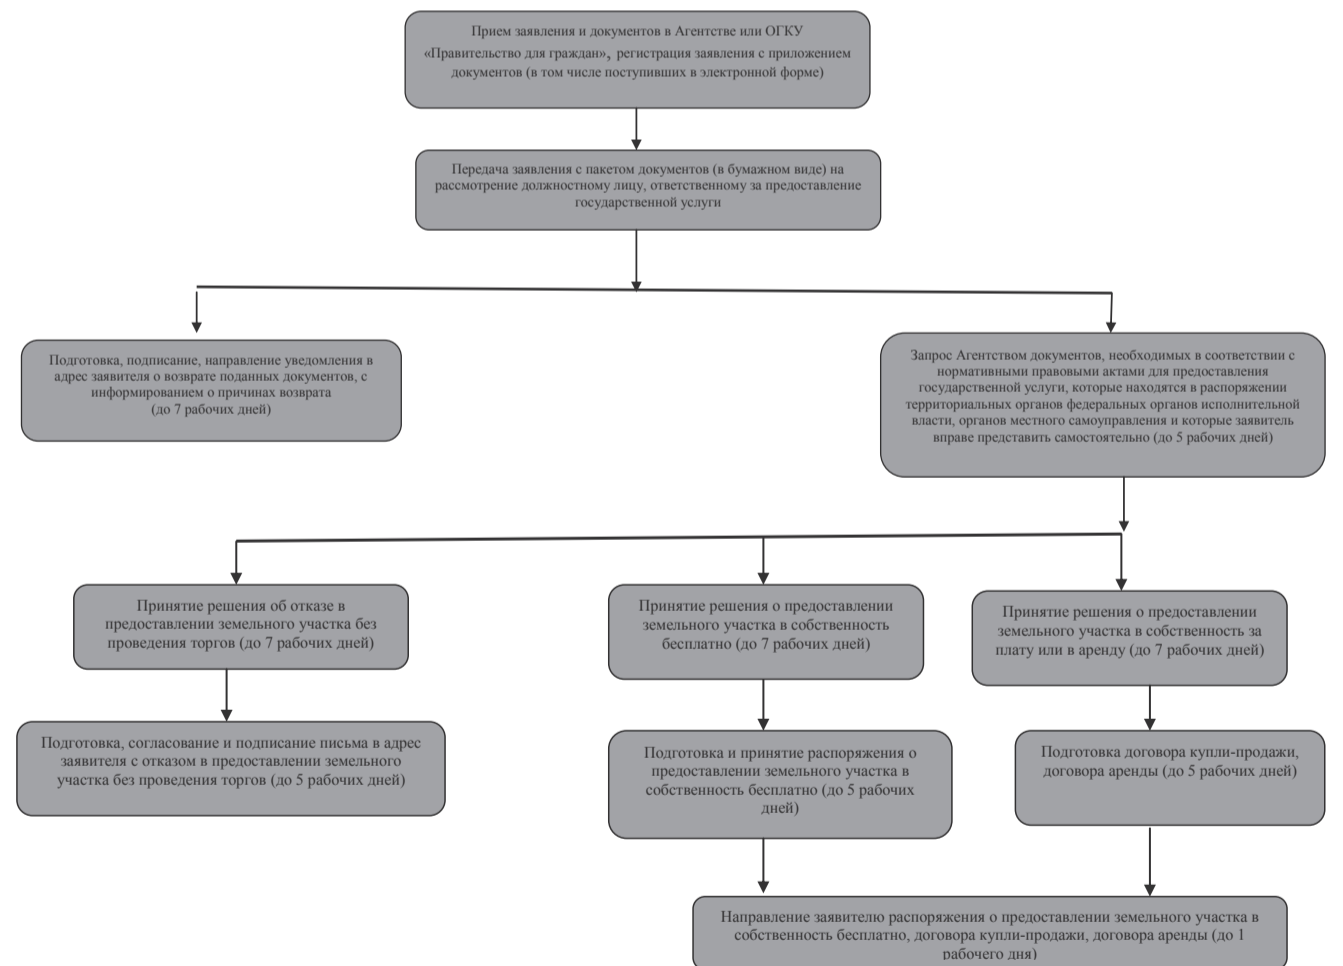 Прием заявления и документов в Агентстве или ОГКУ
«Правительство для граждан», регистрация заявления с приложением
документов (в том числе поступивших в электронной форме)
Передача заявления с пакетом документов (в бумажном виде) на
рассмотрение должностному лицу, ответственному за предоставление
государственной услуги
Подготовка, подписание, направление уведомления в
адрес заявителя о возврате поданных документов, с
информированием о причинах возврата
(до 7 рабочих дней)
Запрос Агентством документов, необходимых в соответствии с
нормативными правовыми актами для предоставления
государственной услуги, которые находятся в распоряжении
территориальных органов федеральных органов исполнительной
власти, органов местного самоуправления и которые заявитель
вправе представить самостоятельно (до 5 рабочих дней)
Принятие решения об отказе в
предоставлении земельного участка без
проведения торгов (до 7 рабочих дней)
Принятие решения о предоставлении
земельного участка в собственность
бесплатно (до 7 рабочих дней)
Принятие решения о предоставлении
земельного участка в собственность за
плату или в аренду (до 7 рабочих дней)
Подготовка, согласование и подписание письма в адрес
заявителя с отказом в предоставлении земельного
участка без проведения торгов (до 5 рабочих дней)
Подготовка и принятие распоряжения о
предоставлении земельного участка в
собственность бесплатно (до 5 рабочих
дней)
Подготовка договора купли-продажи,
договора аренды (до 5 рабочих дней)
Направление заявителю распоряжения о предоставлении земельного участка в
собственность бесплатно, договора купли-продажи, договора аренды (до 1
рабочего дня)